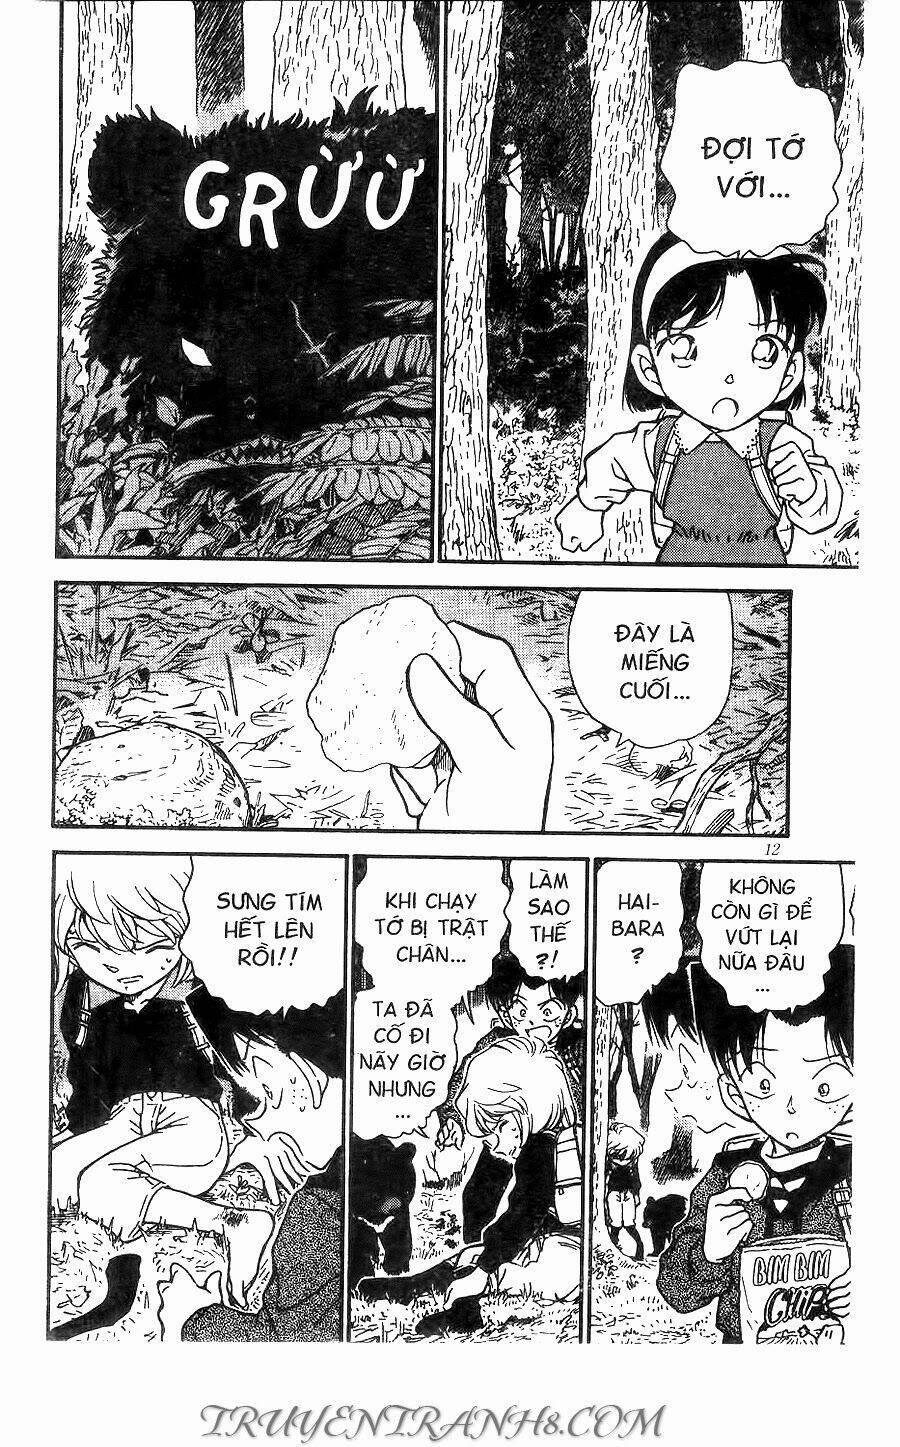 ĐỢI TỚ
VỚI...
GRỪỪ
ĐÂY LÀ
MIẾNG
CUỐI...
12
KHÔNG
CÒN GÌ ĐỂ
VỨT LẠI
NỮA ĐÂU
...
HAI-
BARA
?
BIM BIM
CHIPS
LÀM
SAO
THẾ
?!
KHI CHẠY
TỚ BỊ TRẬT
CHÂN...
TA ĐÃ
CỐ ĐI
NÃY GIỜ
NHƯNG
...
SƯNG TÍM
HẾT LÊN
RỒI!!
TRUYENTRANH8.COM